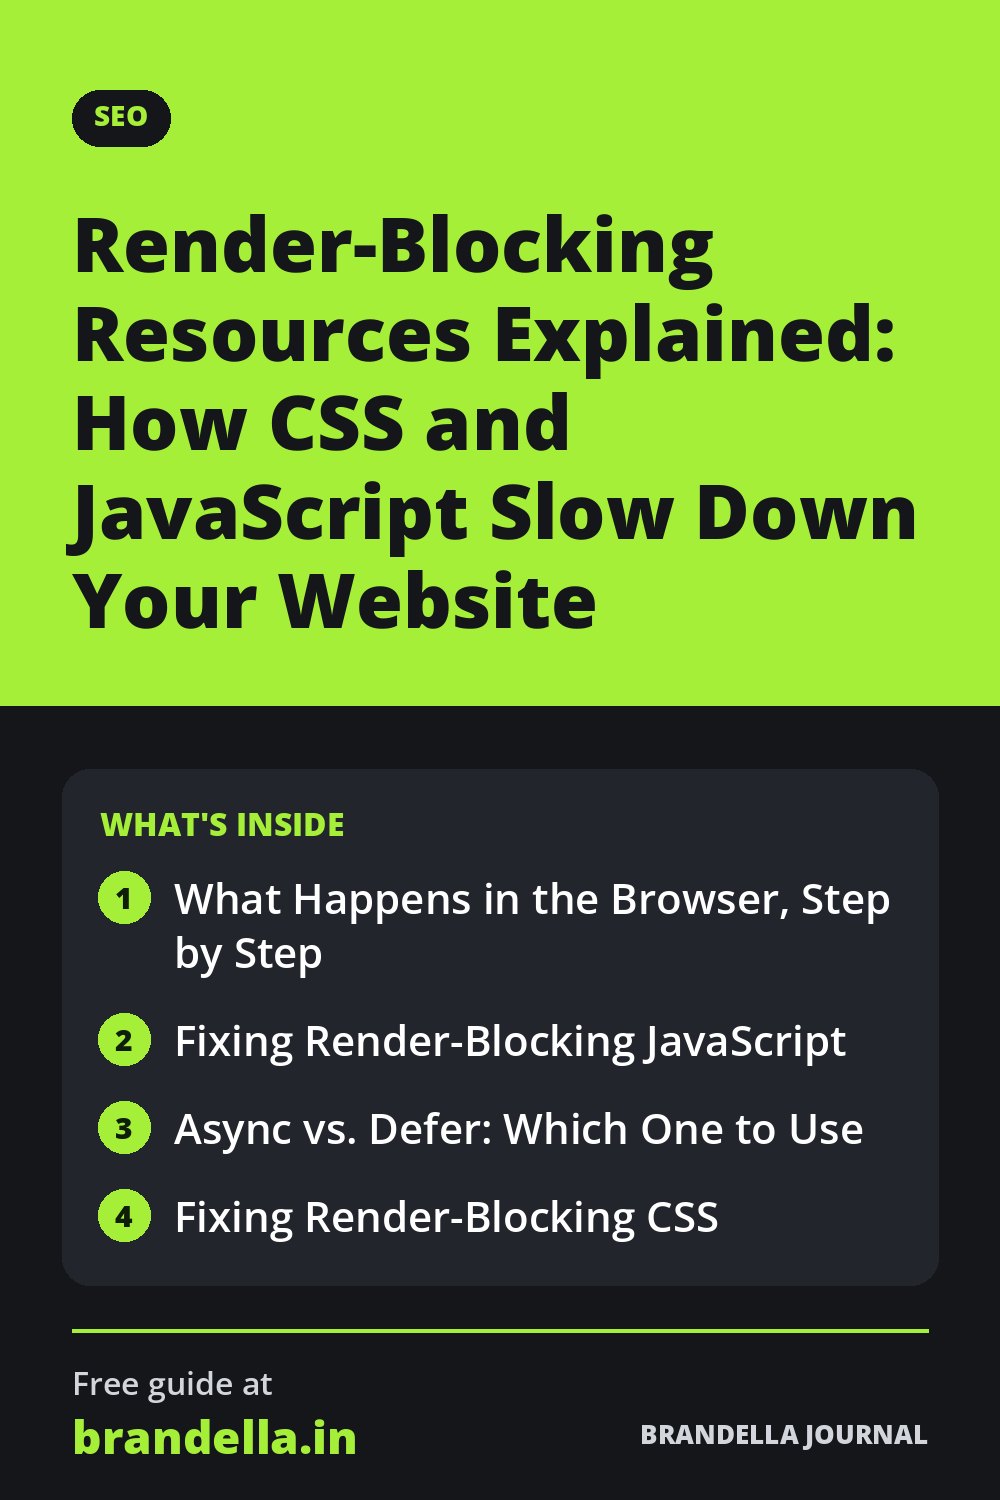 SEO
Render-Blocking
Resources Explained:
How CSS and
JavaScript Slow Down
Your Website
WHAT'S INSIDE
1 What Happens in the Browser, Step
by Step
2 Fixing Render-Blocking JavaScript
3 Async vs. Defer: Which One to Use
4 Fixing Render-Blocking CSS
Free guide at
brandella.in
BRANDELLA JOURNAL